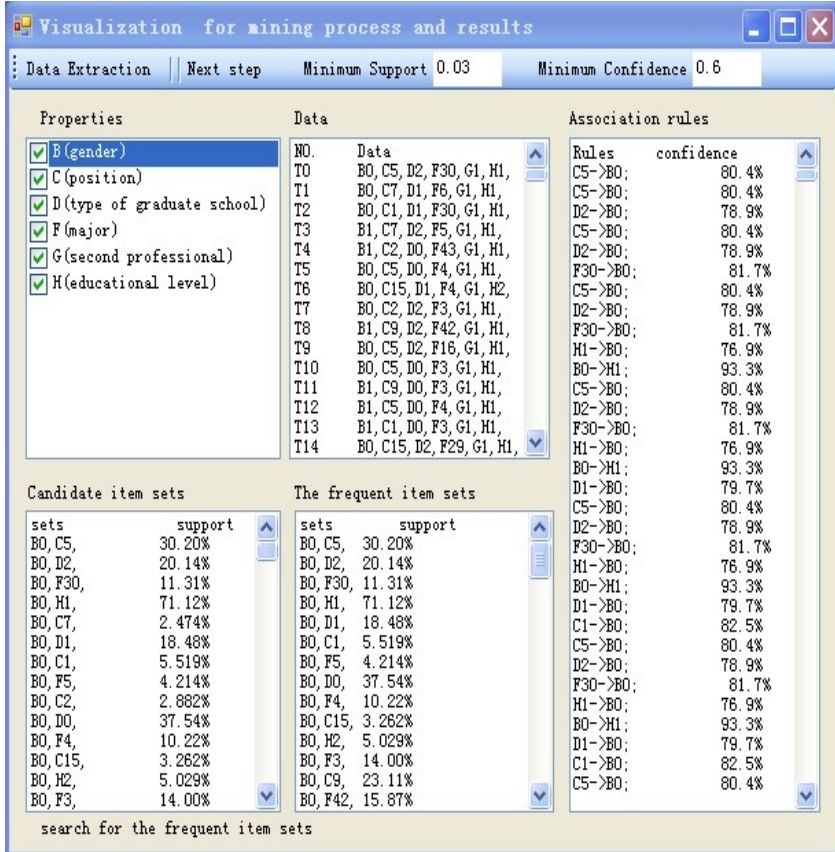 Visualization for mining process and results
Data Extraction Next step Minimum Support 0.03 Minimum Confidence 0.6
Properties
B(gender)
C(position)
D(type of graduate school)
F(major)
G(second professional)
H(educational level)
Data
NO. Data
T0 B0, C5, D2, F30, G1, H1,
T1 B0, C7, D1, F6, G1, H1,
T2 B0, C1, D1, F30, G1, H1,
T3 B1, C7, D2, F5, G1, H1,
T4 B1, C2, D0, F43, G1, H1,
T5 B0, C5, D0, F4, G1, H1,
T6 B0, C15, D1, F4, G1, H2,
T7 B0, C2, D2, F3, G1, H1,
T8 B1, C9, D2, F42, G1, H1,
T9 B0, C5, D2, F16, G1, H1,
T10 B0, C5, D0, F3, G1, H1,
T11 B1, C9, D0, F3, G1, H1,
T12 B1, C5, D0, F4, G1, H1,
T13 B1, C1, D0, F3, G1, H1,
T14 B0, C15, D2, F29, G1, H1,
Association rules
Rules confidence
C5->B0; 80.4%
C5->B0; 80.4%
D2->B0; 78.9%
C5->B0; 80.4%
D2->B0; 78.9%
F30->B0; 81.7%
C5->B0; 80.4%
D2->B0; 78.9%
F30->B0; 81.7%
H1->B0; 76.9%
B0->H1; 93.3%
C5->B0; 80.4%
D2->B0; 78.9%
F30->B0; 81.7%
H1->B0; 76.9%
B0->H1; 93.3%
D1->B0; 79.7%
C5->B0; 80.4%
D2->B0; 78.9%
F30->B0; 81.7%
H1->B0; 76.9%
B0->H1; 93.3%
D1->B0; 79.7%
C1->B0; 82.5%
C5->B0; 80.4%
D2->B0; 78.9%
F30->B0; 81.7%
H1->B0; 76.9%
B0->H1; 93.3%
D1->B0; 79.7%
C1->B0; 82.5%
C5->B0; 80.4%
Candidate item sets
sets support
B0, C5, 30.20%
B0, D2, 20.14%
B0, F30, 11.31%
B0, H1, 71.12%
B0, C7, 2.474%
B0, D1, 18.48%
B0, C1, 5.519%
B0, F5, 4.214%
B0, C2, 2.882%
B0, D0, 37.54%
B0, F4, 10.22%
B0, C15, 3.262%
B0, H2, 5.029%
B0, F3, 14.00%
The frequent item sets
sets support
B0, C5, 30.20%
B0, D2, 20.14%
B0, F30, 11.31%
B0, H1, 71.12%
B0, D1, 18.48%
B0, C1, 5.519%
B0, F5, 4.214%
B0, D0, 37.54%
B0, F4, 10.22%
B0, C15, 3.262%
B0, H2, 5.029%
B0, F3, 14.00%
B0, C9, 23.11%
B0, F42, 15.87%
search for the frequent item sets